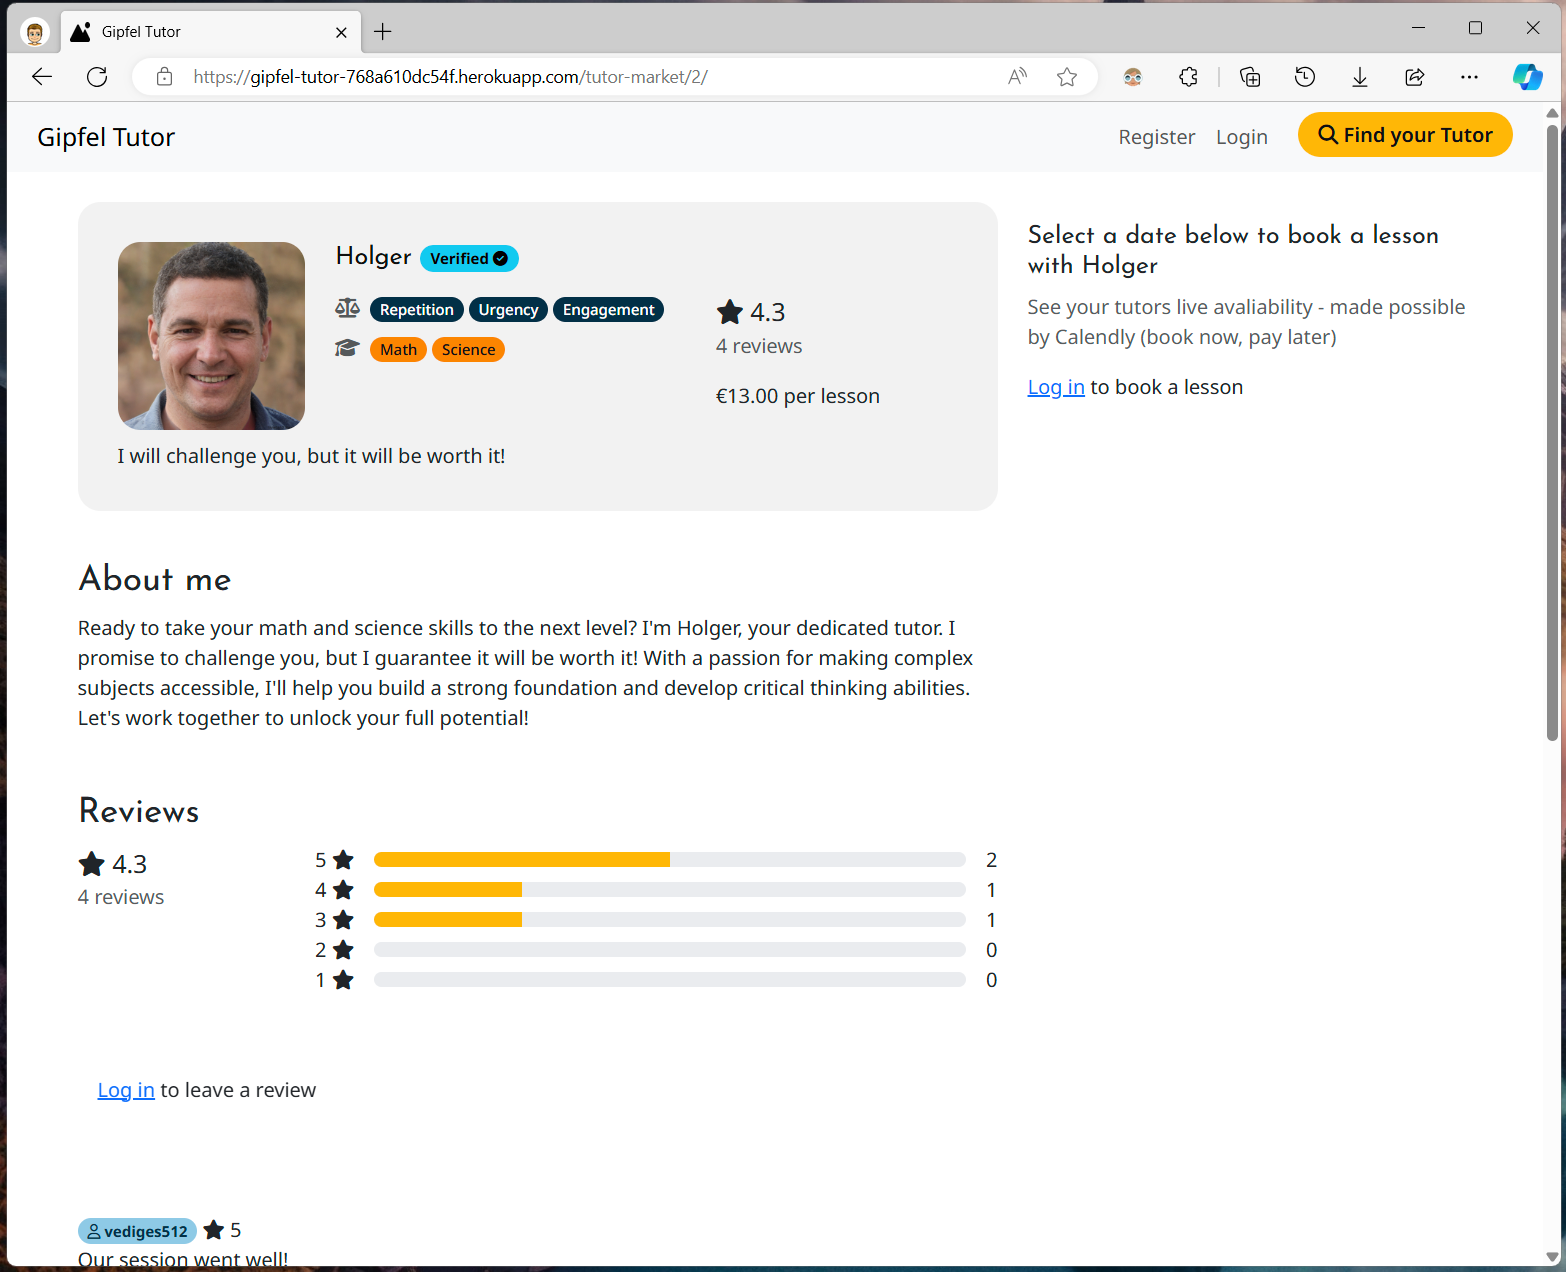 Gipfel Tutor
https://gipfel-tutor-768a610dc54f.herokuapp.com/tutor-market/2/
Gipfel Tutor
Register Login Find your Tutor
Holger Verified
Repetition Urgency Engagement
Math Science
4.3
4 reviews
€13.00 per lesson
I will challenge you, but it will be worth it!
Select a date below to book a lesson
with Holger
See your tutors live avaliability - made possible
by Calendly (book now, pay later)
Log in to book a lesson
About me
Ready to take your math and science skills to the next level? I'm Holger, your dedicated tutor. I
promise to challenge you, but I guarantee it will be worth it! With a passion for making complex
subjects accessible, I'll help you build a strong foundation and develop critical thinking abilities.
Let's work together to unlock your full potential!
Reviews
4.3
4 reviews
5 2
4 1
3 1
2 0
1 0
Log in to leave a review
vediges512 5
Our session went well!